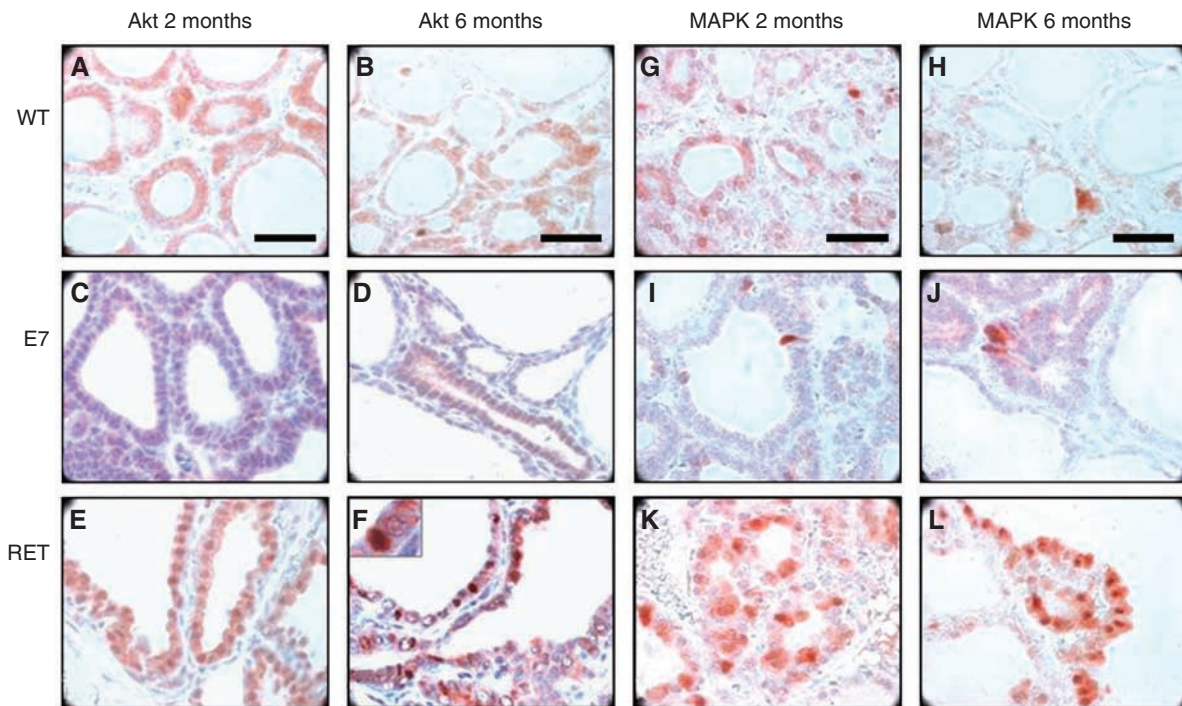 Akt 2 months Akt 6 months MAPK 2 months MAPK 6 months
WT A B G H
E7 C D I J
RET E F K L